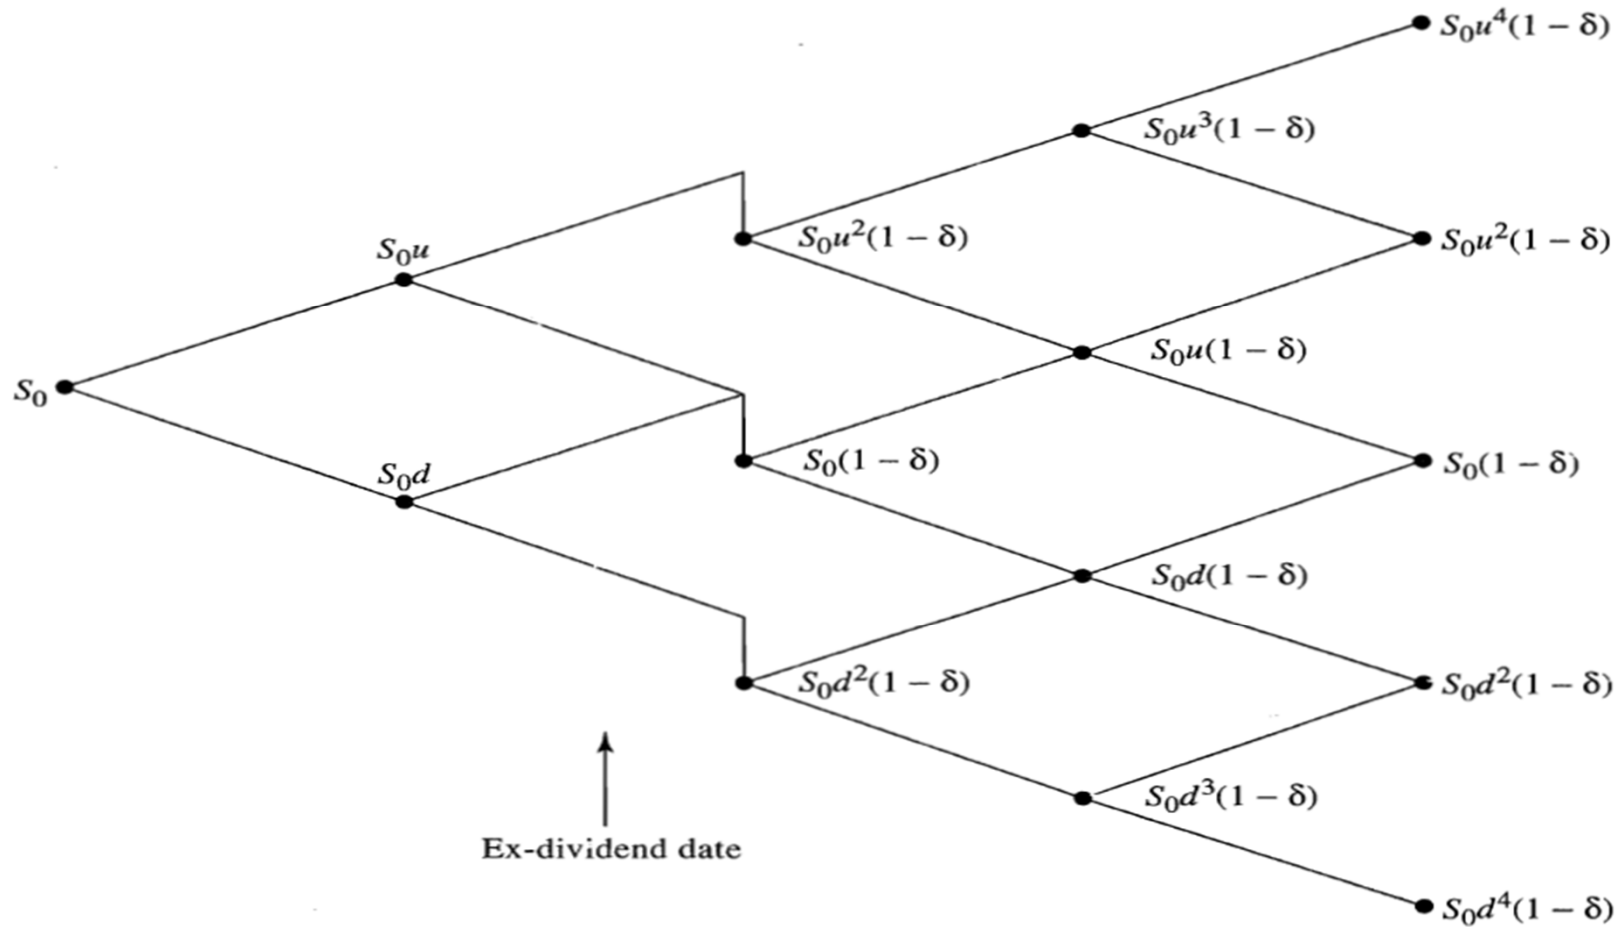 S₀u⁴(1 − δ)
S₀u³(1 − δ)
S₀u²(1 − δ)
S₀u²(1 − δ)
S₀u
S₀u(1 − δ)
S₀
S₀(1 − δ)
S₀(1 − δ)
S₀d
S₀d(1 − δ)
S₀d²(1 − δ)
S₀d²(1 − δ)
S₀d³(1 − δ)
Ex-dividend date
S₀d⁴(1 − δ)